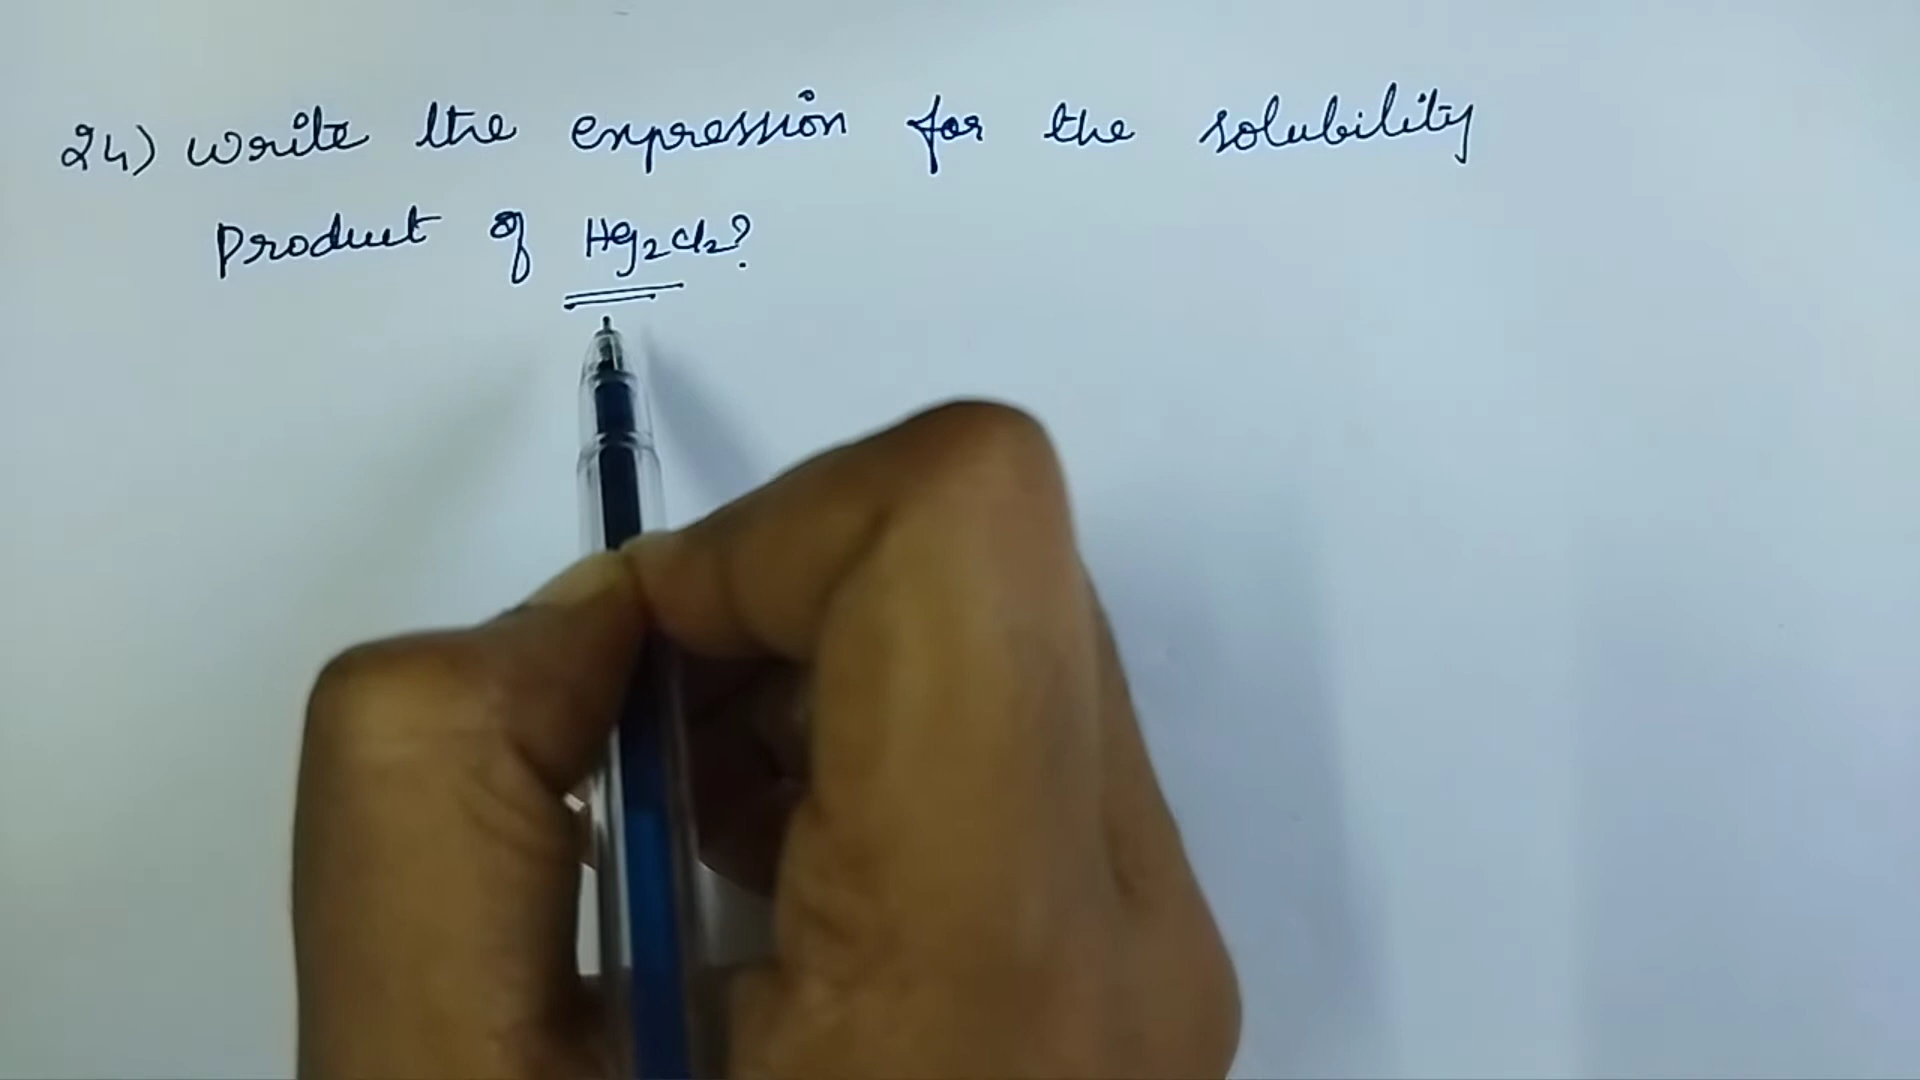 24) Write the expression for the solubility
Product of Hg₂Cl₂?